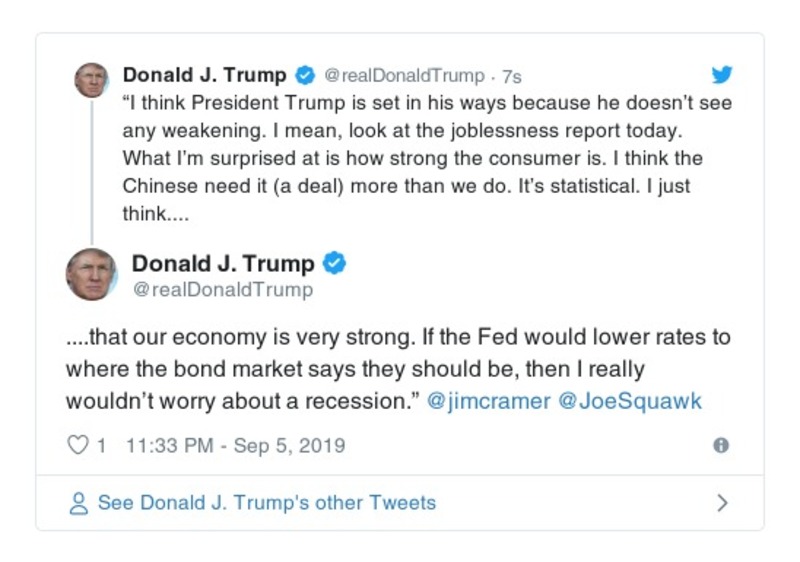 Donald J. Trump @realDonaldTrump · 7s
“I think President Trump is set in his ways because he doesn’t see
any weakening. I mean, look at the joblessness report today.
What I’m surprised at is how strong the consumer is. I think the
Chinese need it (a deal) more than we do. It’s statistical. I just
think....
Donald J. Trump
@realDonaldTrump
....that our economy is very strong. If the Fed would lower rates to
where the bond market says they should be, then I really
wouldn’t worry about a recession.” @jimcramer @JoeSquawk
1 11:33 PM - Sep 5, 2019
See Donald J. Trump's other Tweets